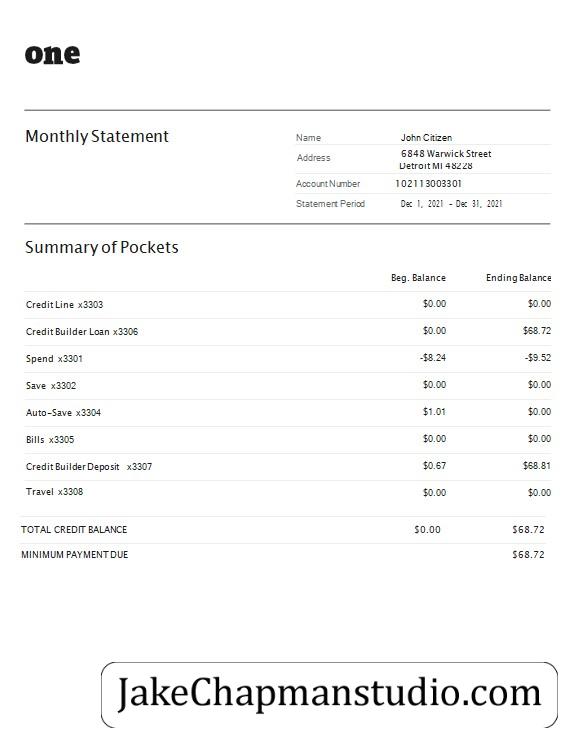 one
Monthly Statement
Name John Citizen
Address 6848 Warwick Street
Detroit MI 48228
Account Number 102113003301
Statement Period Dec 1, 2021 - Dec 31, 2021
Summary of Pockets
Beg. Balance Ending Balance
Credit Line x3303 $0.00 $0.00
Credit Builder Loan x3306 $0.00 $68.72
Spend x3301 -$8.24 -$9.52
Save x3302 $0.00 $0.00
Auto-Save x3304 $1.01 $0.00
Bills x3305 $0.00 $0.00
Credit Builder Deposit x3307 $0.67 $68.81
Travel x3308 $0.00 $0.00
TOTAL CREDIT BALANCE $0.00 $68.72
MINIMUM PAYMENT DUE $68.72
JakeChapmanstudio.com